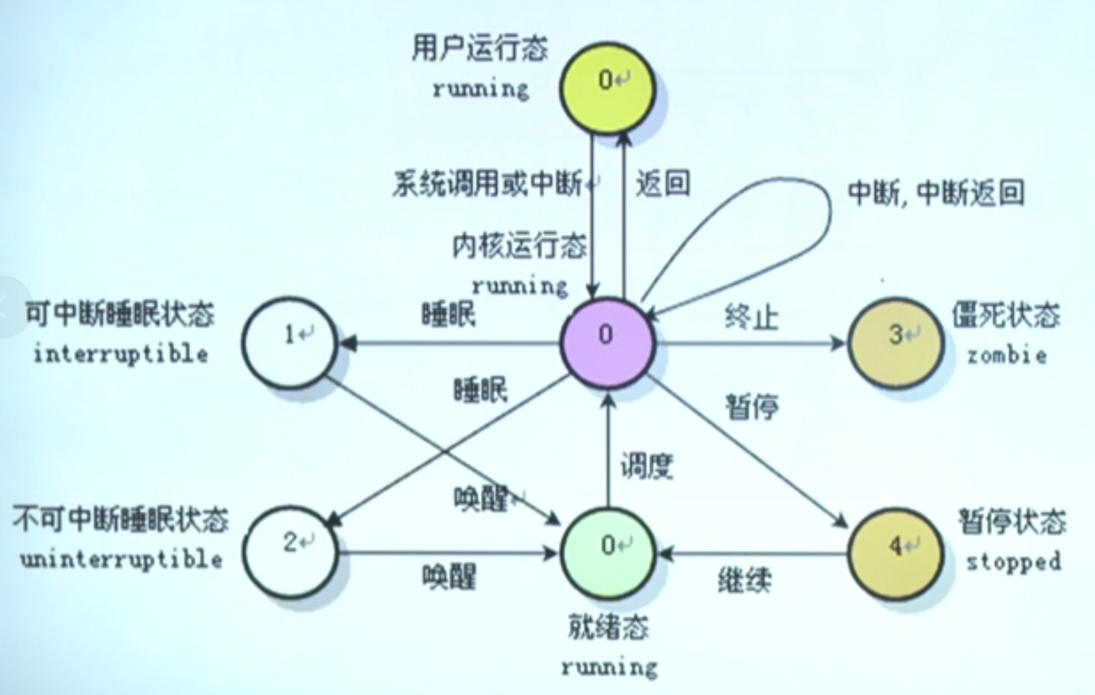 用户运行态
running
0
系统调用或中断
返回
中断, 中断返回
内核运行态
running
可中断睡眠状态
interruptible
1
睡眠
0
终止
3
僵死状态
zombie
睡眠
暂停
调度
唤醒
不可中断睡眠状态
uninterruptible
2
唤醒
0
继续
4
暂停状态
stopped
就绪态
running